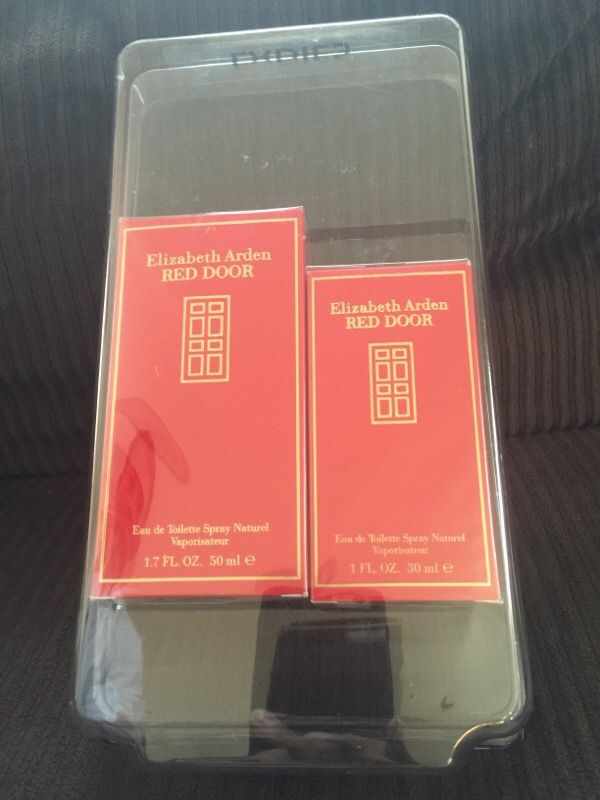 Elizabeth Arden
RED DOOR
Eau de Toilette Spray Naturel
Vaporisateur
1.7 FL. OZ. 50 ml ℮
Elizabeth Arden
RED DOOR
Eau de Toilette Spray Naturel
Vaporisateur
1 FL. OZ. 30 ml ℮